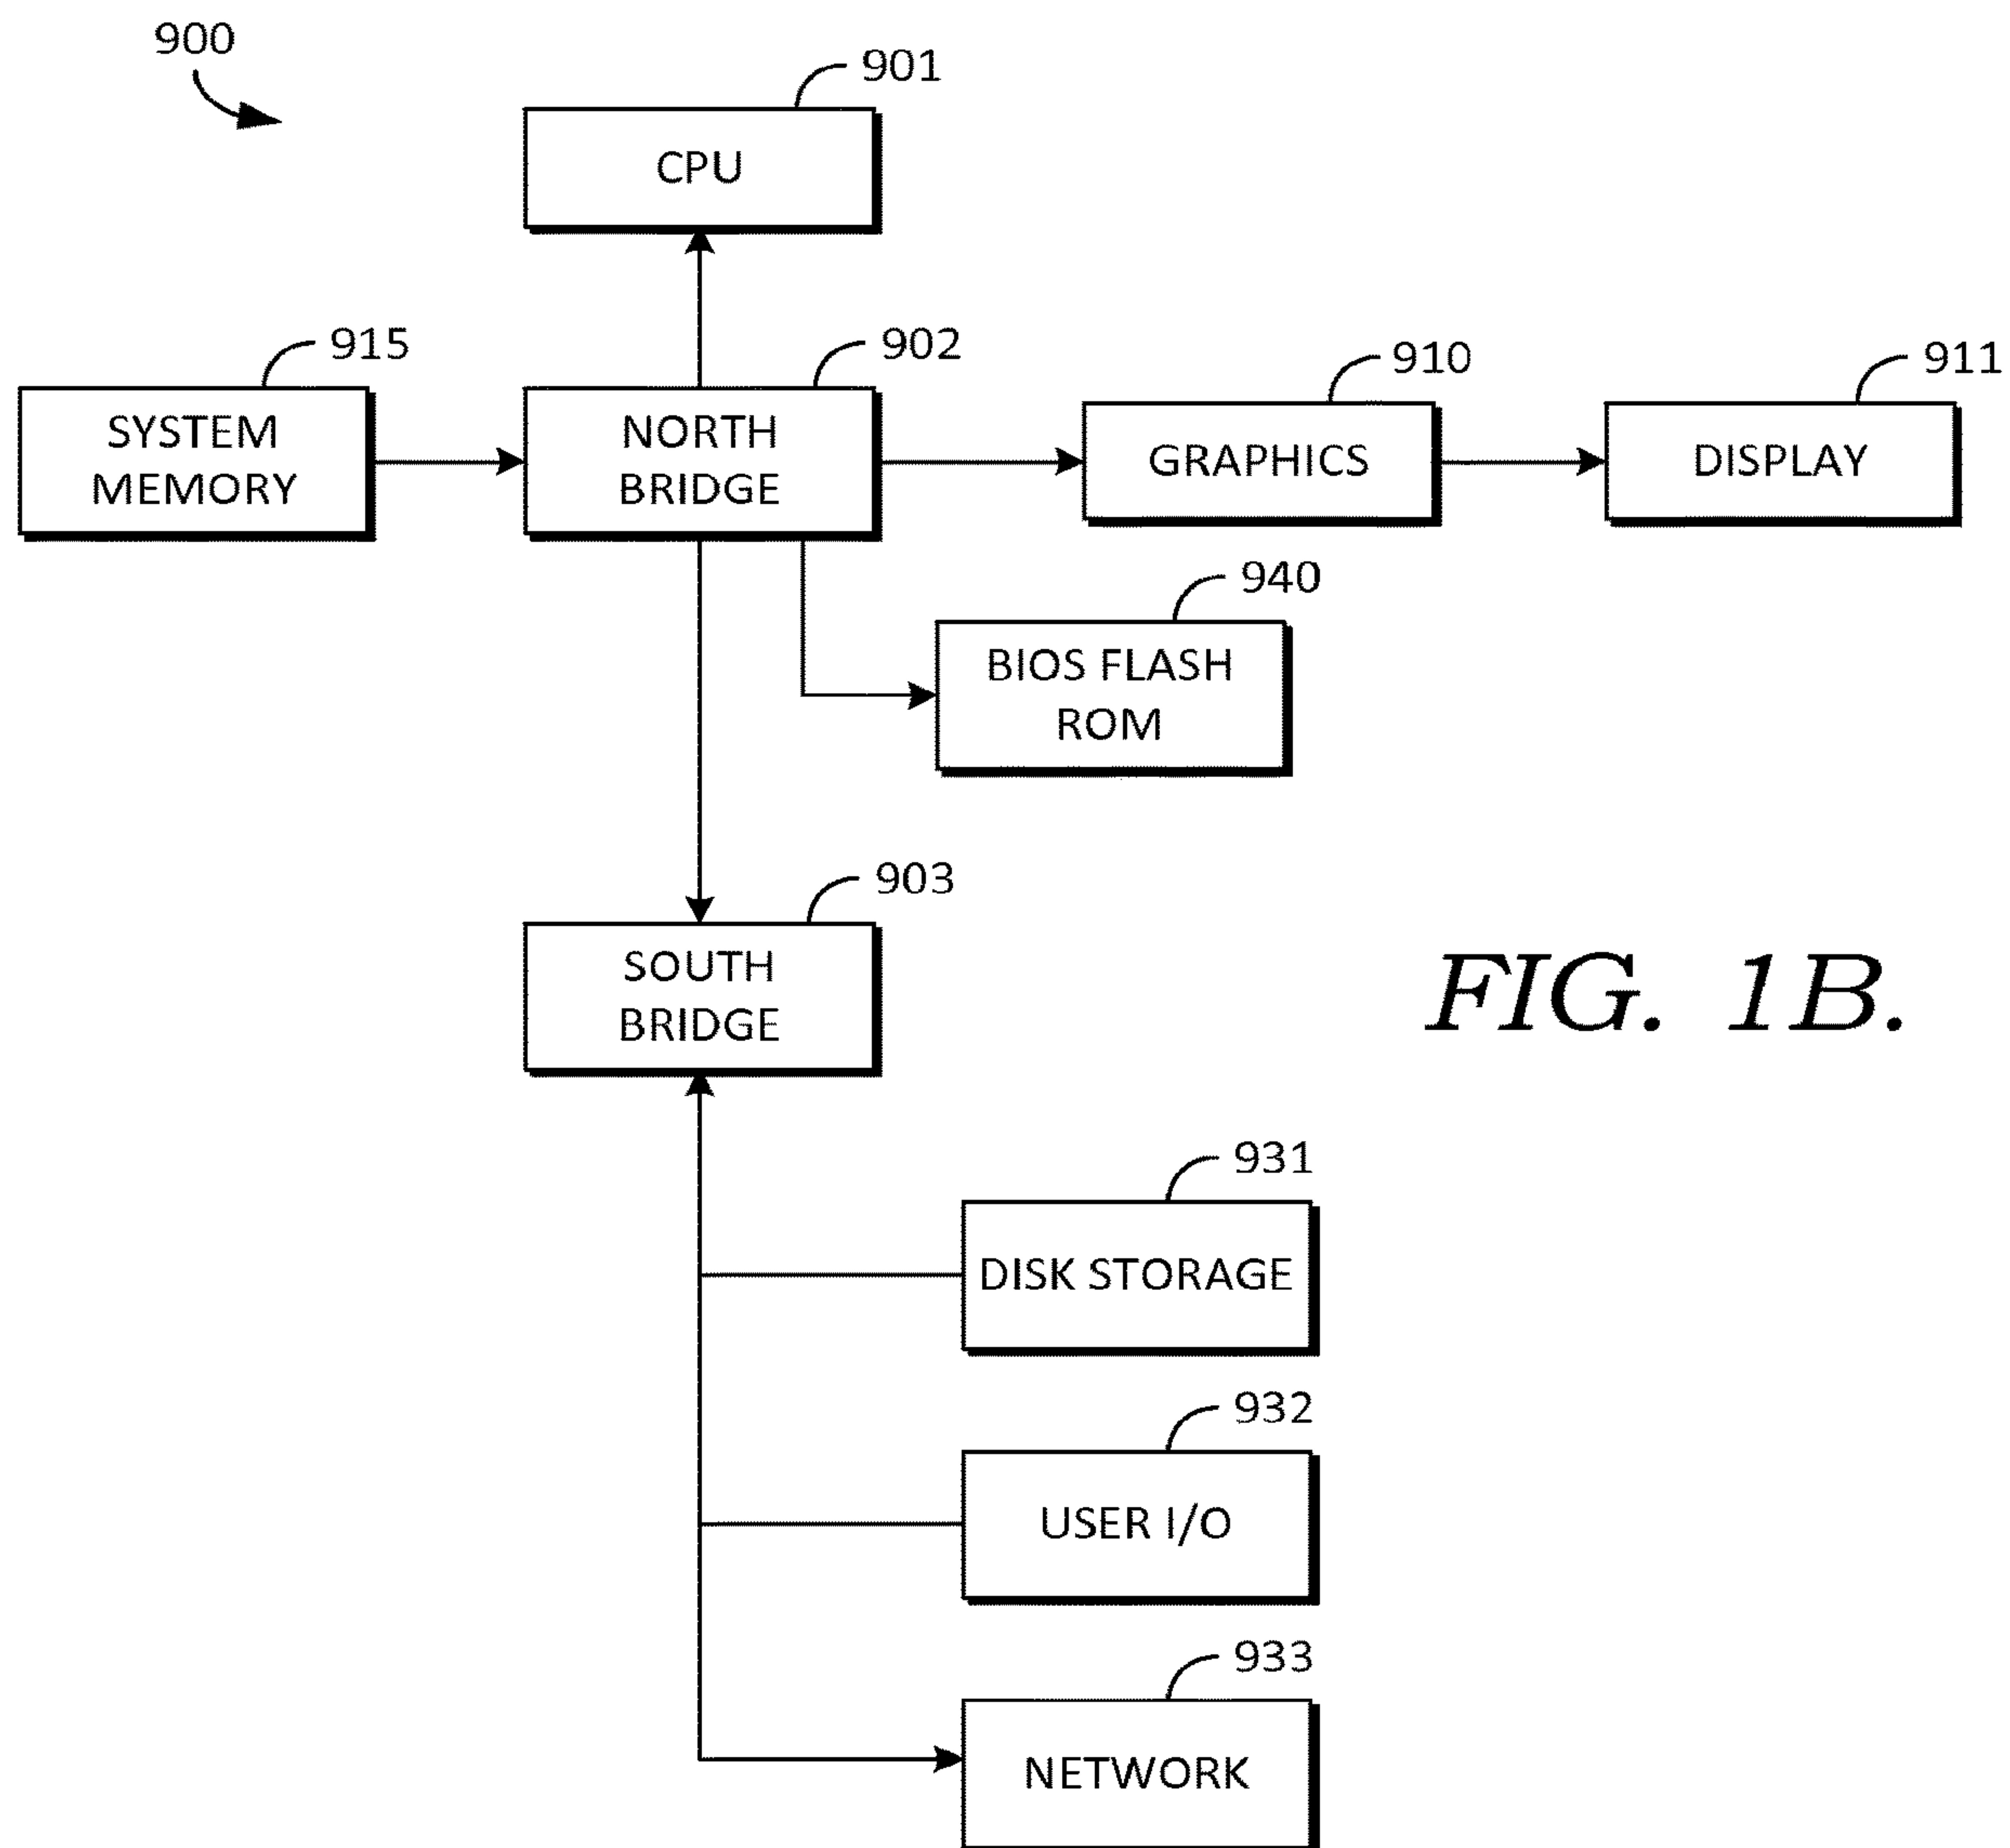 900
901
CPU
915
902
910
911
SYSTEM
MEMORY
NORTH
BRIDGE
GRAPHICS
DISPLAY
940
BIOS FLASH
ROM
903
SOUTH
BRIDGE
FIG. 1B.
931
DISK STORAGE
932
USER I/O
933
NETWORK